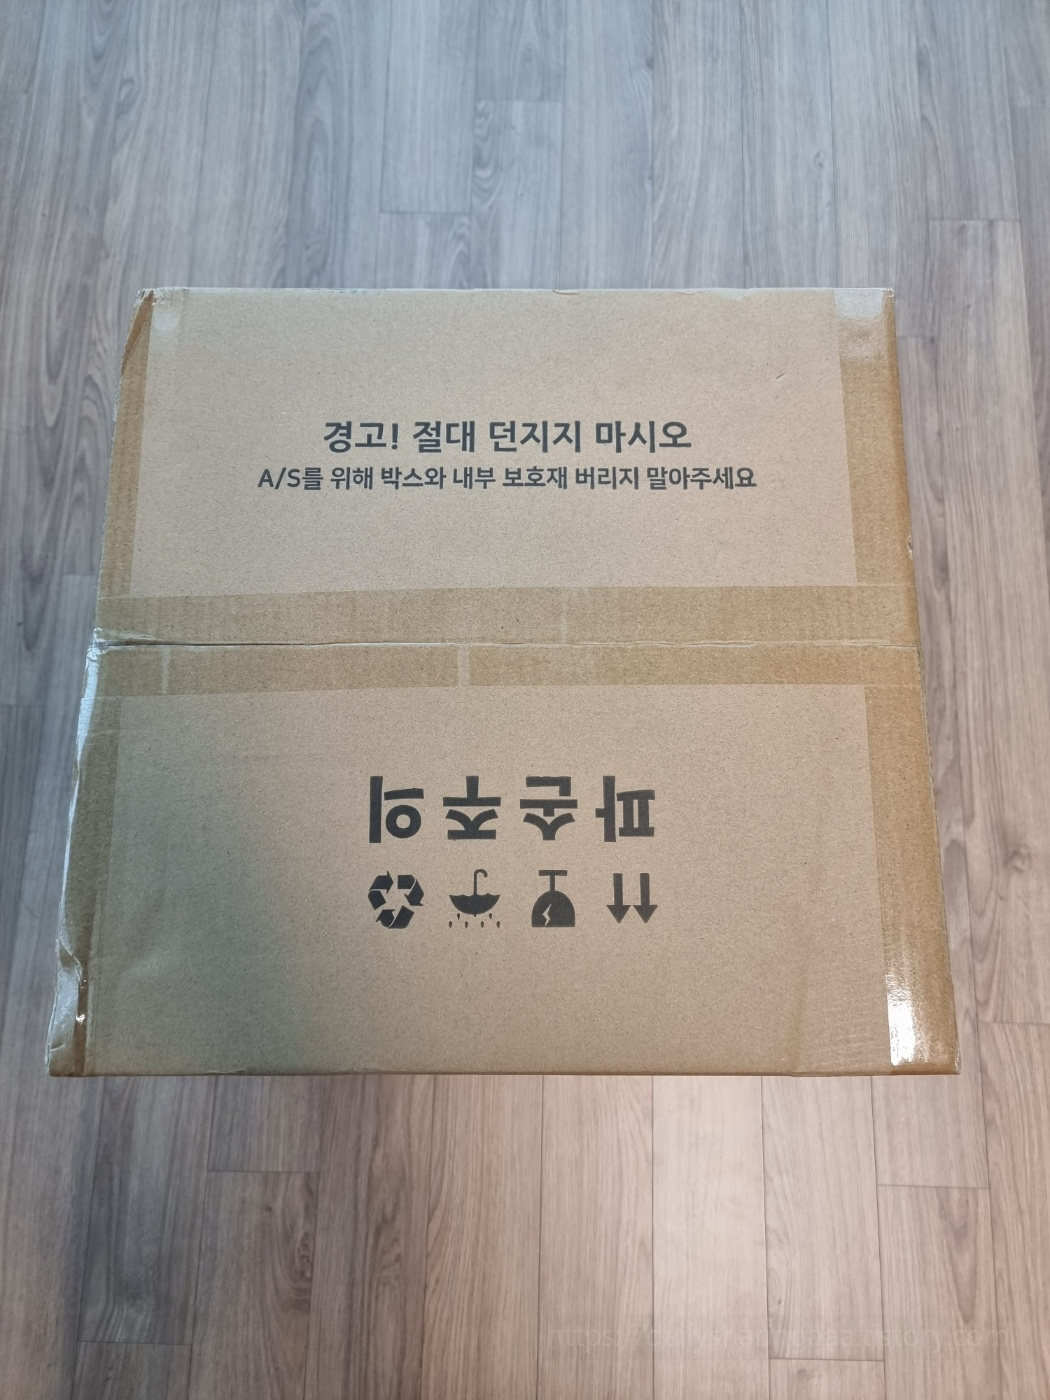 경고! 절대 던지지 마시오
A/S를 위해 박스와 내부 보호재 버리지 말아주세요
파손주의